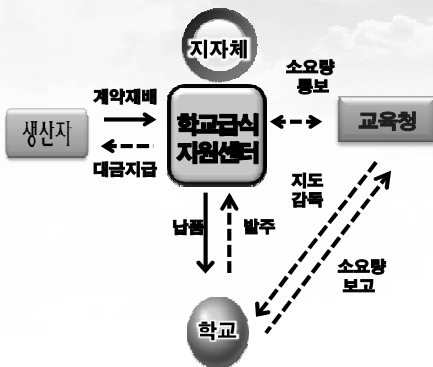 지자체
소요량
통보
계약재배
생산자
학교급식
지원센터
교육청
대금지급
지도
감독
납품
발주
소요량
보고
학교